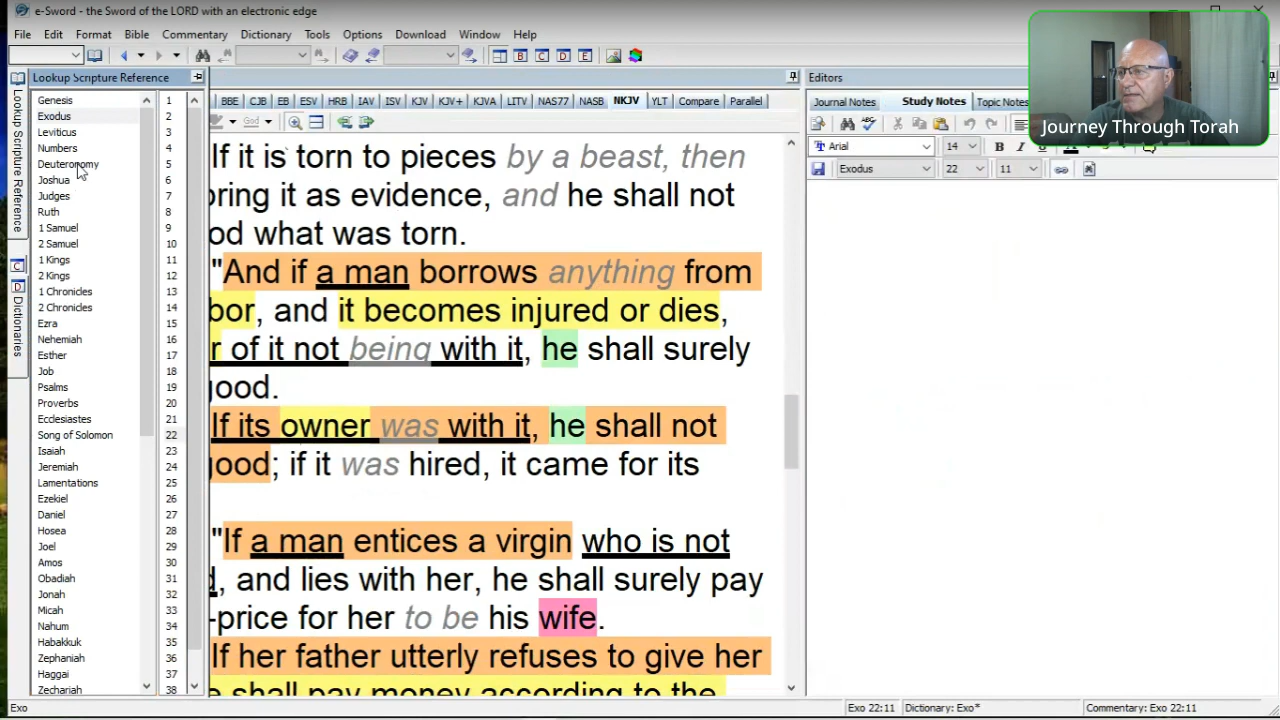 e-Sword - the Sword of the LORD with an electronic edge
File Edit Format Bible Commentary Dictionary Tools Options Download Window Help
Lookup Scripture Reference
Lookup Scripture Reference
Dictionaries
Genesis 1
Exodus 2
Leviticus 3
Numbers 4
Deuteronomy 5
Joshua 6
Judges 7
Ruth 8
1 Samuel 9
2 Samuel 10
1 Kings 11
2 Kings 12
1 Chronicles 13
2 Chronicles 14
Ezra 15
Nehemiah 16
Esther 17
Job 18
Psalms 19
Proverbs 20
Ecclesiastes 21
Song of Solomon 22
Isaiah 23
Jeremiah 24
Lamentations 25
Ezekiel 26
Daniel 27
Hosea 28
Joel 29
Amos 30
Obadiah 31
Jonah 32
Micah 33
Nahum 34
Habakkuk 35
Zephaniah 36
Haggai 37
Zechariah 38
BBE CJB EB ESV HRB IAV ISV KJV KJV+ KJVA LITV NAS77 NASB NKJV YLT Compare Parallel
God
If it is torn to pieces by a beast, then
bring it as evidence, and he shall not
od what was torn.
"And if a man borrows anything from
bor, and it becomes injured or dies,
r of it not being with it, he shall surely
good.
If its owner was with it, he shall not
good; if it was hired, it came for its
"If a man entices a virgin who is not
d, and lies with her, he shall surely pay
-price for her to be his wife.
If her father utterly refuses to give her
e shall pay money according to the
Editors
Journal Notes Study Notes Topic Notes
Arial 14 B I U
Exodus 22 11
Journey Through Torah
Exo
Exo 22:11 Dictionary: Exo* Commentary: Exo 22:11